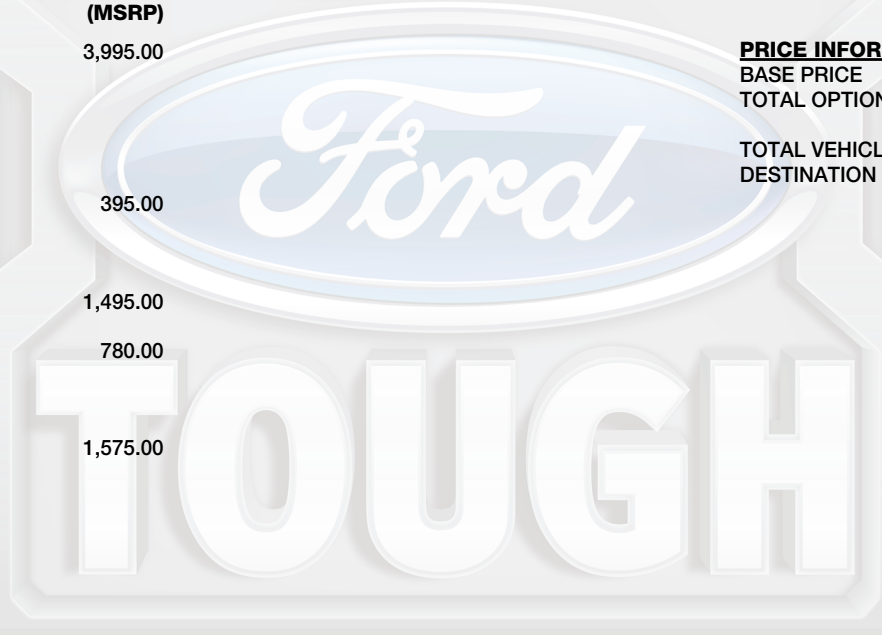 (MSRP)
3,995.00
395.00
1,495.00
780.00
1,575.00
PRICE INFOR
BASE PRICE
TOTAL OPTION
TOTAL VEHICL
DESTINATION
Ford
TOUGH